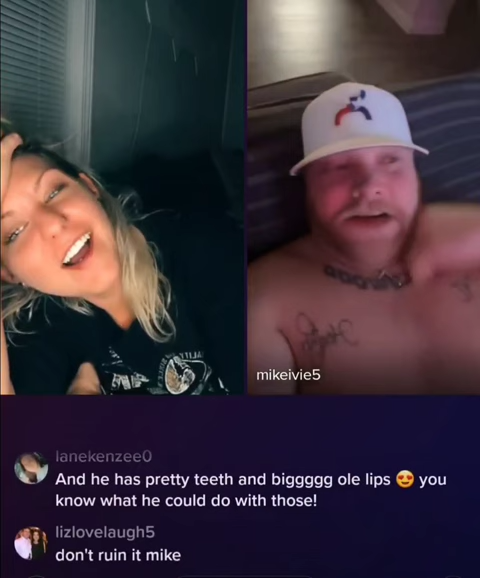 mikeivie5
lanekenzee0
And he has pretty teeth and biggggg ole lips 😍 you
know what he could do with those!
lizlovelaugh5
don't ruin it mike